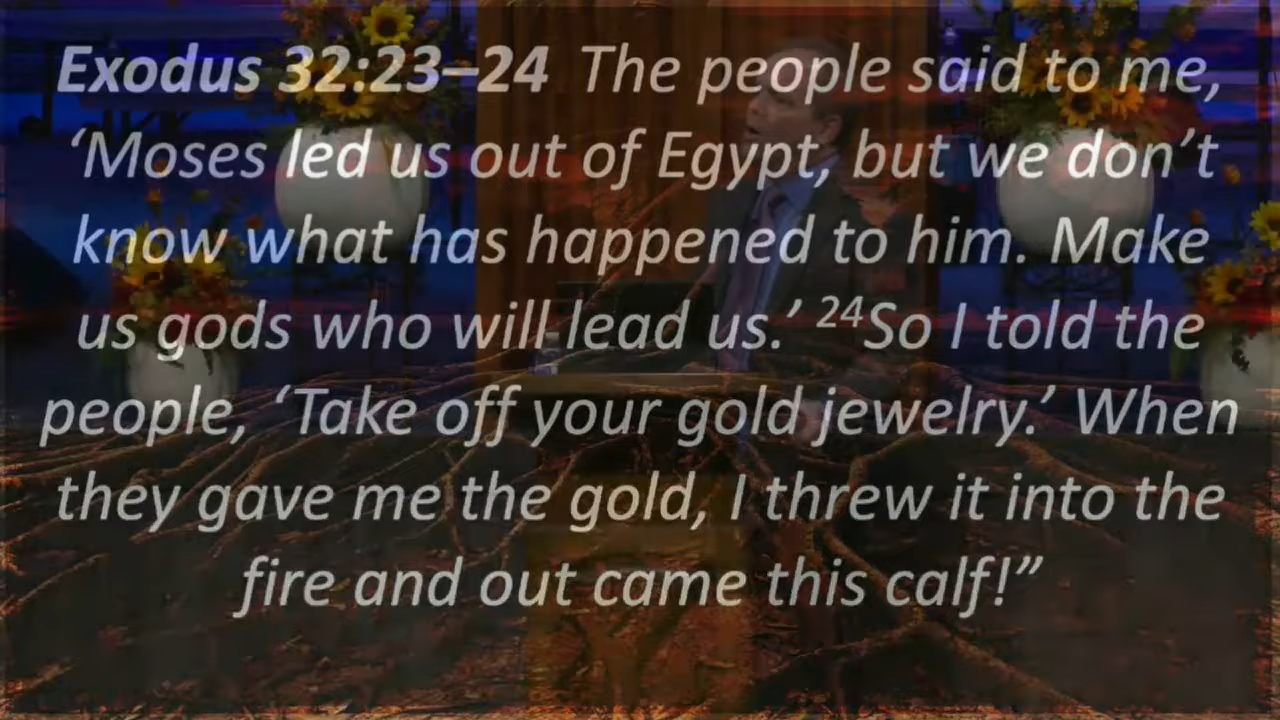 Exodus 32:23–24 The people said to me,
‘Moses led us out of Egypt, but we don’t
know what has happened to him. Make
us gods who will lead us.’ 24So I told the
people, ‘Take off your gold jewelry.’ When
they gave me the gold, I threw it into the
fire and out came this calf!”